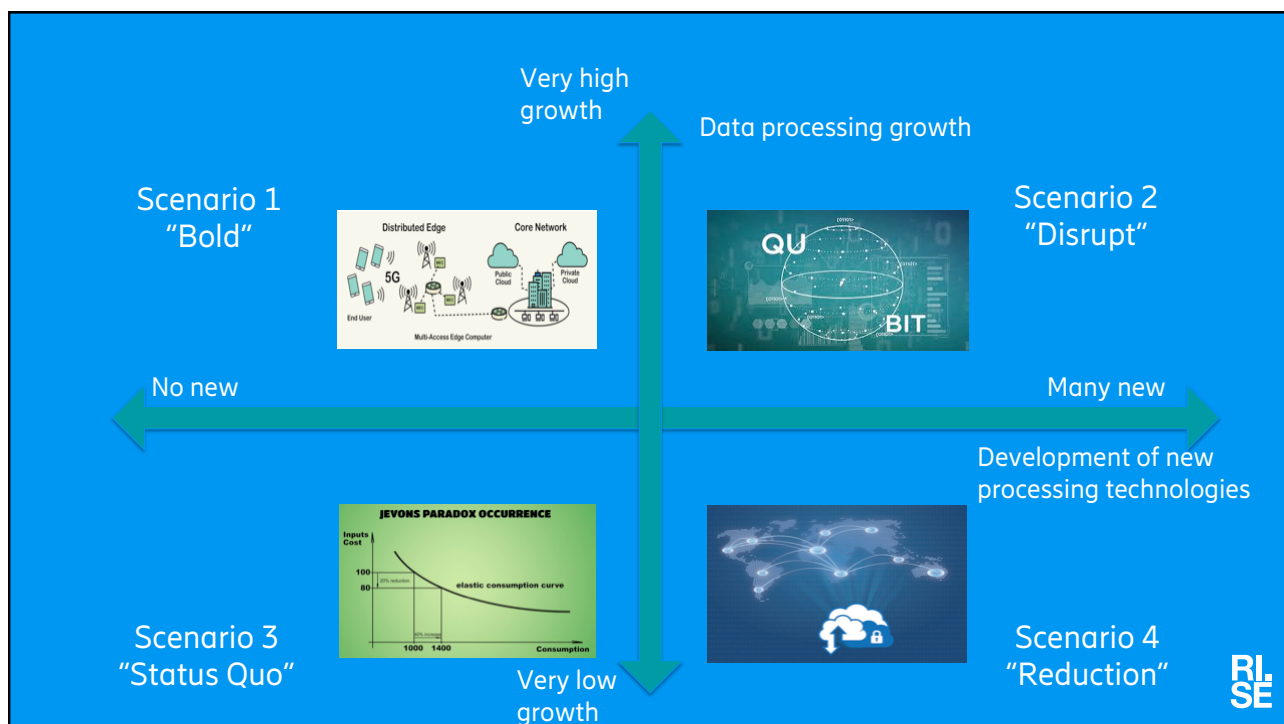 Very high
growth
Data processing growth
Scenario 1
“Bold”
Distributed Edge
Core Network
5G
Public
Cloud
Private
Cloud
End User
Multi-Access Edge Computer
QU
BIT
Scenario 2
“Disrupt”
No new
Many new
Development of new
processing technologies
JEVONS PARADOX OCCURRENCE
Inputs
Cost
100
20% reduction
80
elastic consumption curve
1000
1400
Consumption
Scenario 3
“Status Quo”
Very low
growth
Scenario 4
“Reduction”
RI.
SE